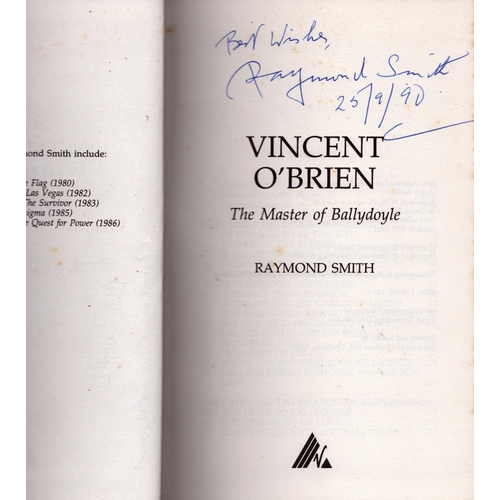 mond Smith include:
Flag (1980)
Las Vegas (1982)
The Survivor (1983)
igma (1985)
Quest for Power (1986)
Best Wishes,
Raymond Smith
25/9/90
VINCENT
O'BRIEN
The Master of Ballydoyle
RAYMOND SMITH